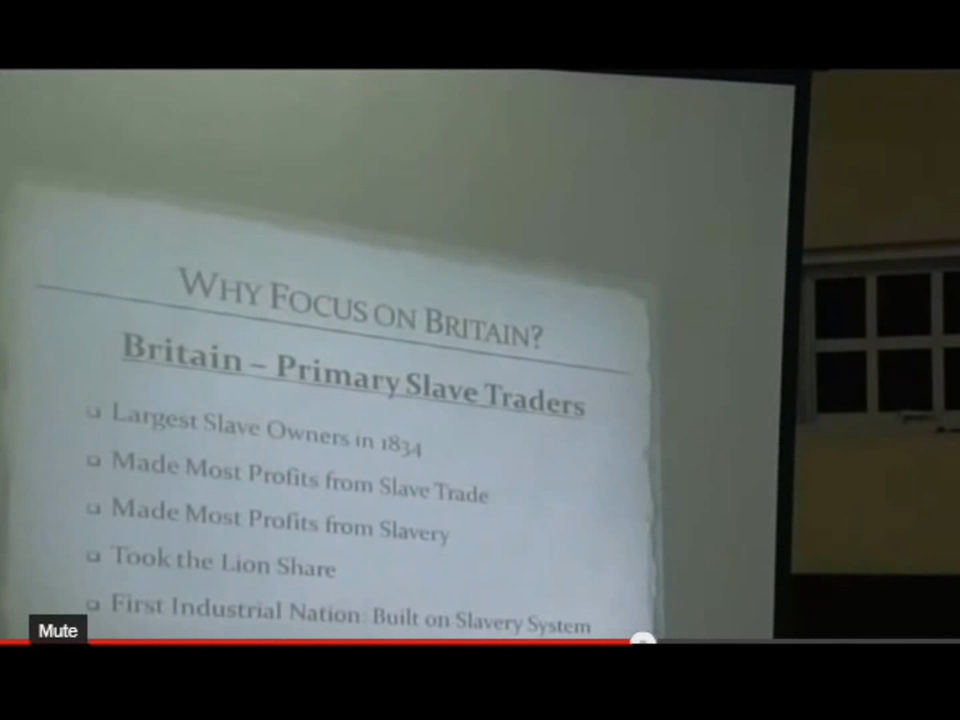 WHY FOCUS ON BRITAIN?
Britain – Primary Slave Traders
Largest Slave Owners in 1834
Made Most Profits from Slave Trade
Made Most Profits from Slavery
Took the Lion Share
First Industrial Nation: Built on Slavery System
Mute